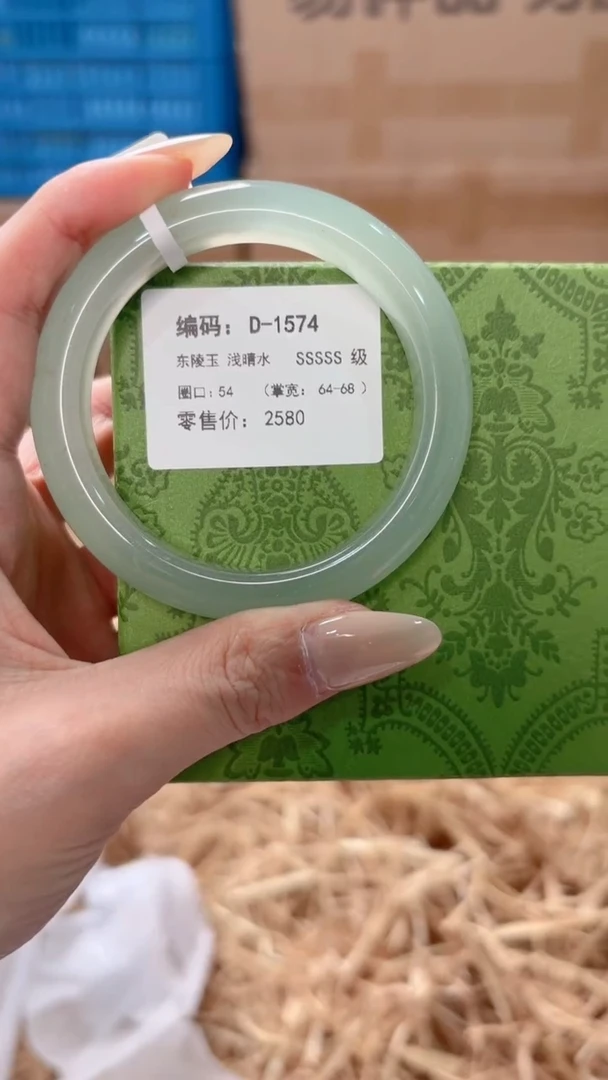 编码：D-1574
东陵玉 浅晴水 SSSSS 级
圈口：54 （掌宽： 64-68 ）
零售价： 2580